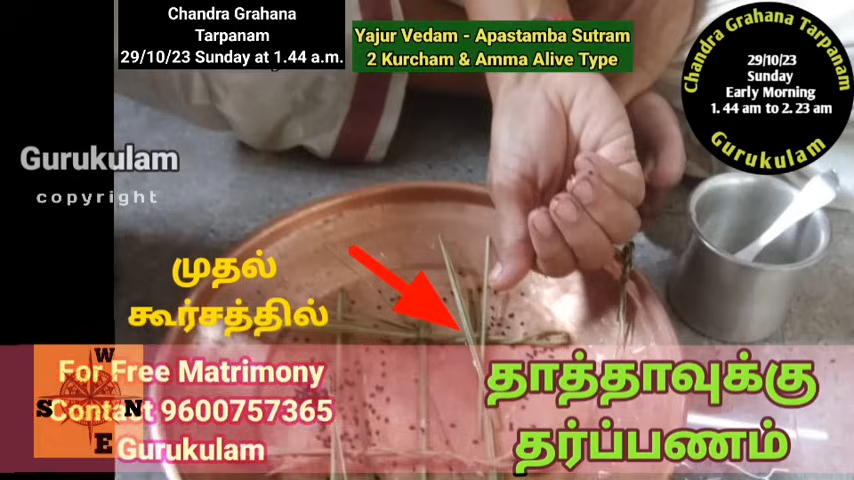 Chandra Grahana
Tarpanam
29/10/23 Sunday at 1.44 a.m.
Yajur Vedam - Apastamba Sutram
2 Kurcham & Amma Alive Type
Chandra Grahana Tarpanam
29/10/23
Sunday
Early Morning
1. 44 am to 2. 23 am
Gurukulam
Gurukulam
copyright
முதல்
கூர்சத்தில்
W
S N
E
For Free Matrimony
Contact 9600757365
Gurukulam
தாத்தாவுக்கு
தர்ப்பணம்